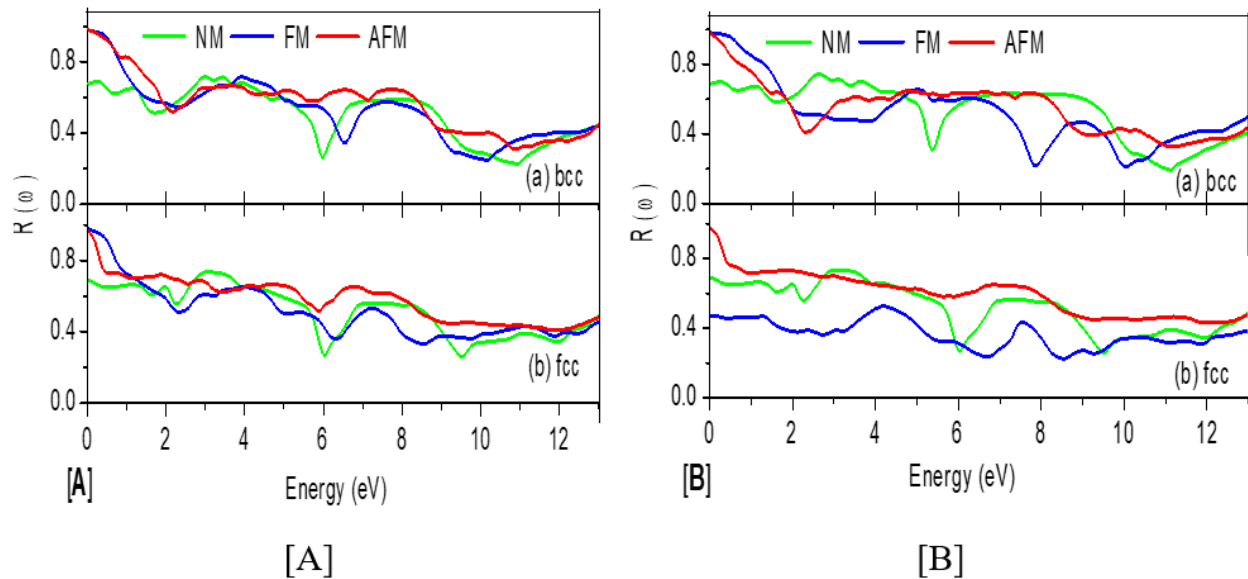 NM FM AFM
0.8
0.4
0.0
(a) bcc
R (ω)
0.8
0.4
0.0
(b) fcc
0 2 4 6 8 10 12
Energy (eV)
[A]
NM FM AFM
0.8
0.4
0.0
(a) bcc
R (ω)
0.8
0.4
0.0
(b) fcc
0 2 4 6 8 10 12
Energy (eV)
[B]
[A] [B]